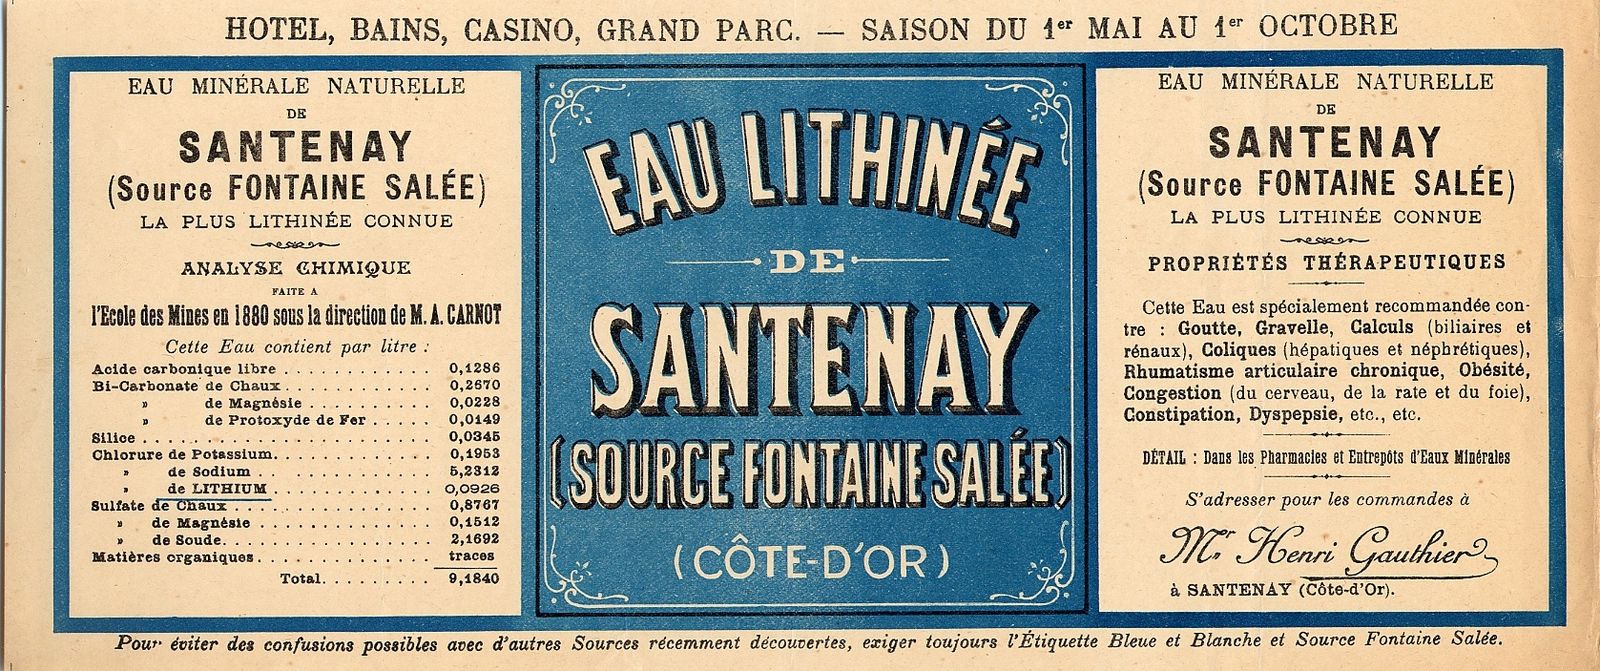 HOTEL, BAINS, CASINO, GRAND PARC. — SAISON DU 1er MAI AU 1er OCTOBRE
EAU MINÉRALE NATURELLE
DE
SANTENAY
(Source FONTAINE SALÉE)
LA PLUS LITHINÉE CONNUE
ANALYSE CHIMIQUE
FAITE A
l'Ecole des Mines en 1880 sous la direction de M. A. CARNOT
Cette Eau contient par litre :
Acide carbonique libre . . . . . . . . . . . . 0,1286
Bi-Carbonate de Chaux . . . . . . . . . . . . 0,2670
» de Magnésie . . . . . . . . . . 0,0228
» de Protoxyde de Fer . . . . . 0,0149
Silice . . . . . . . . . . . . . . . . . . . . . . . . 0,0345
Chlorure de Potassium. . . . . . . . . . . . . 0,1953
» de Sodium . . . . . . . . . . . . . . 5,2312
» de LITHIUM . . . . . . . . . . . . . 0,0926
Sulfate de Chaux . . . . . . . . . . . . . . . . 0,8767
» de Magnésie . . . . . . . . . . . . . . 0,1512
» de Soude. . . . . . . . . . . . . . . . . 2,1692
Matières organiques. . . . . . . . . . . . . . traces
Total. . . . . . . . . 9,1840
EAU LITHINÉE
DE
SANTENAY
(SOURCE FONTAINE SALÉE)
(CÔTE-D'OR)
EAU MINÉRALE NATURELLE
DE
SANTENAY
(Source FONTAINE SALÉE)
LA PLUS LITHINÉE CONNUE
PROPRIÉTÉS THÉRAPEUTIQUES
Cette Eau est spécialement recommandée con-
tre : Goutte, Gravelle, Calculs (biliaires et
rénaux), Coliques (hépatiques et néphrétiques),
Rhumatisme articulaire chronique, Obésité,
Congestion (du cerveau, de la rate et du foie),
Constipation, Dyspepsie, etc., etc.
DÉTAIL : Dans les Pharmacies et Entrepôts d'Eaux Minérales
S'adresser pour les commandes à
Mr Henri Gauthier
à SANTENAY (Côte-d'Or).
Pour éviter des confusions possibles avec d'autres Sources récemment découvertes, exiger toujours l'Étiquette Bleue et Blanche et Source Fontaine Salée.